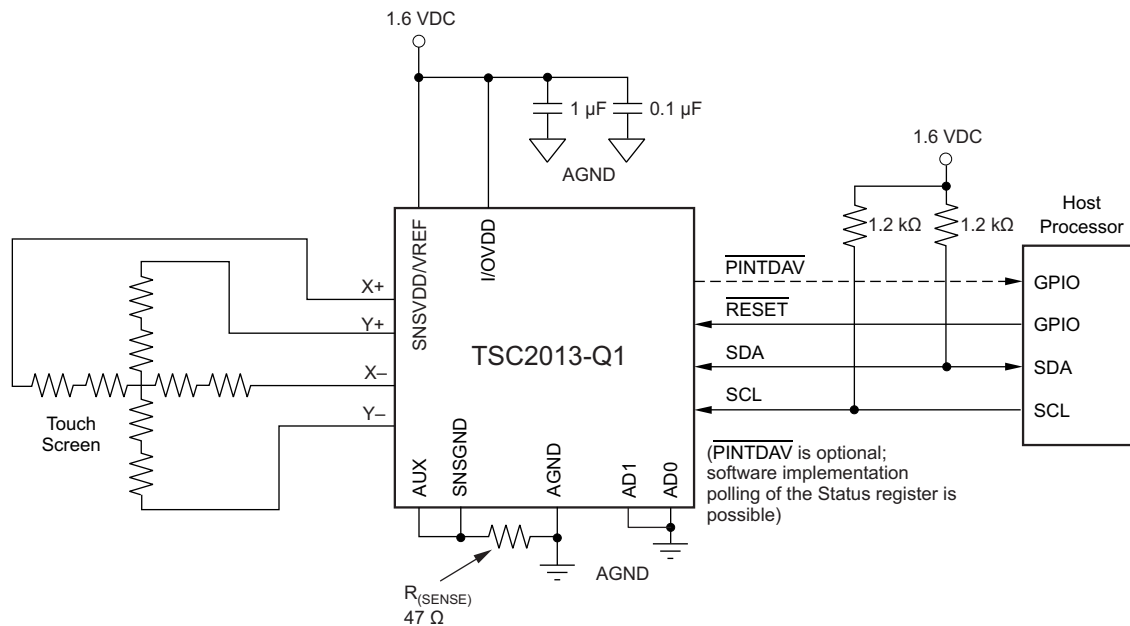 1.6 VDC
1 µF
0.1 µF
AGND
1.6 VDC
1.2 kΩ
1.2 kΩ
Host
Processor
SNSVDD/VREF
I/OVDD
X+
Y+
X–
Y–
Touch
Screen
TSC2013-Q1
PINTDAV
RESET
SDA
SCL
GPIO
GPIO
SDA
SCL
(PINTDAV is optional;
software implementation
polling of the Status register is
possible)
AUX
SNSGND
AGND
AD1
AD0
AGND
R(SENSE)
47 Ω